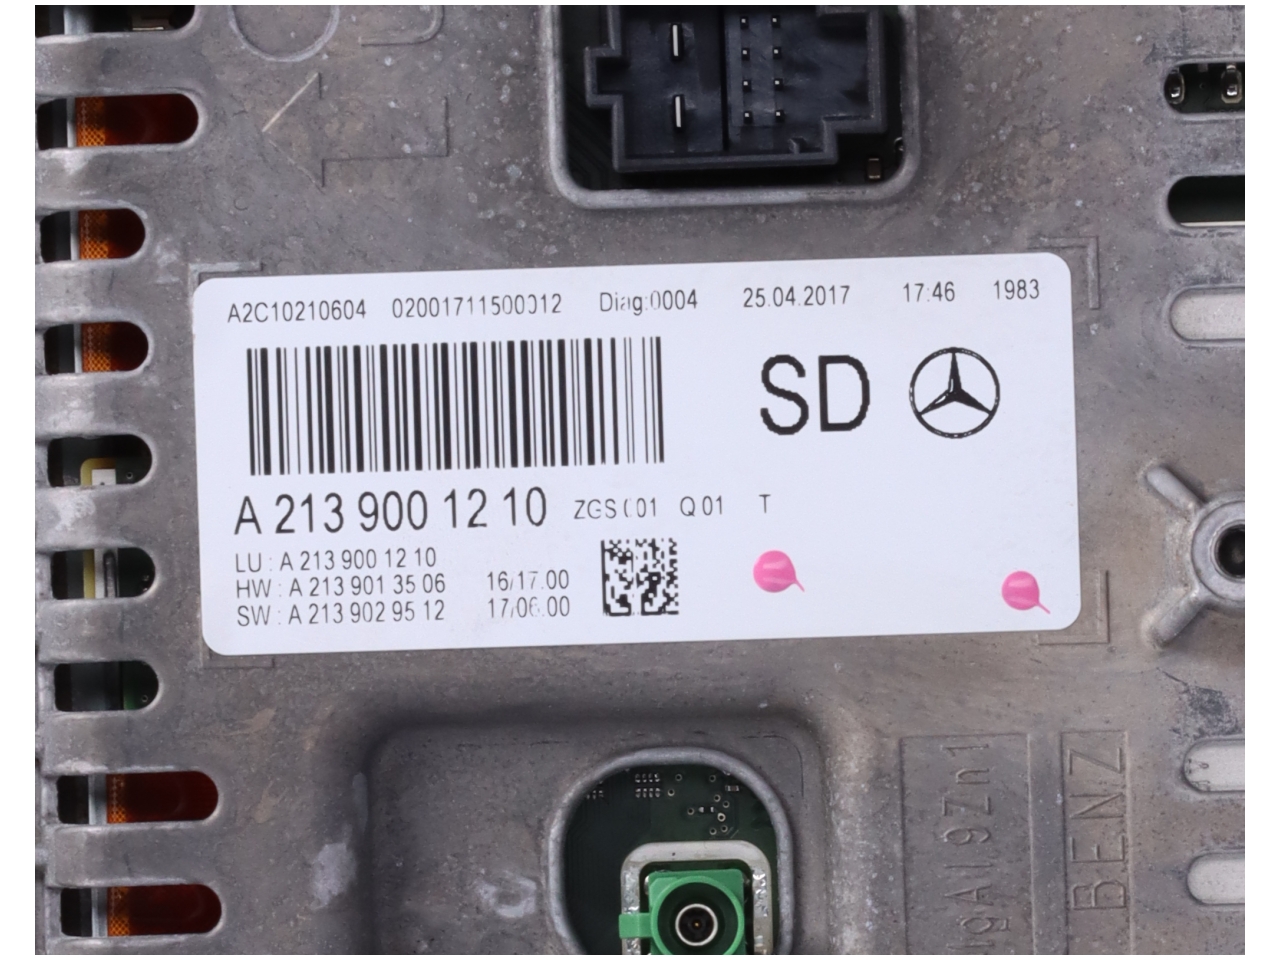 A2C10210604 02001711500012 Diag:0004 25.04.2017 17:46 1983
SD
A 213 900 12 10 ZGS 001 Q 01 T
LU : A 213 900 12 10
HW : A 213 901 35 06 16/17.00
SW : A 213 902 95 12 17/06.00
gAl9Zn1
BENZ